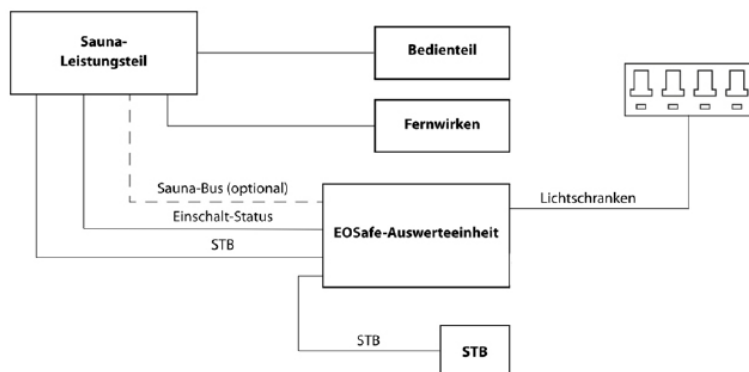 Sauna-
Leistungsteil
Bedienteil
Fernwirken
Sauna-Bus (optional)
Einschalt-Status
STB
EOSafe-Auswerteeinheit
Lichtschranken
STB
STB